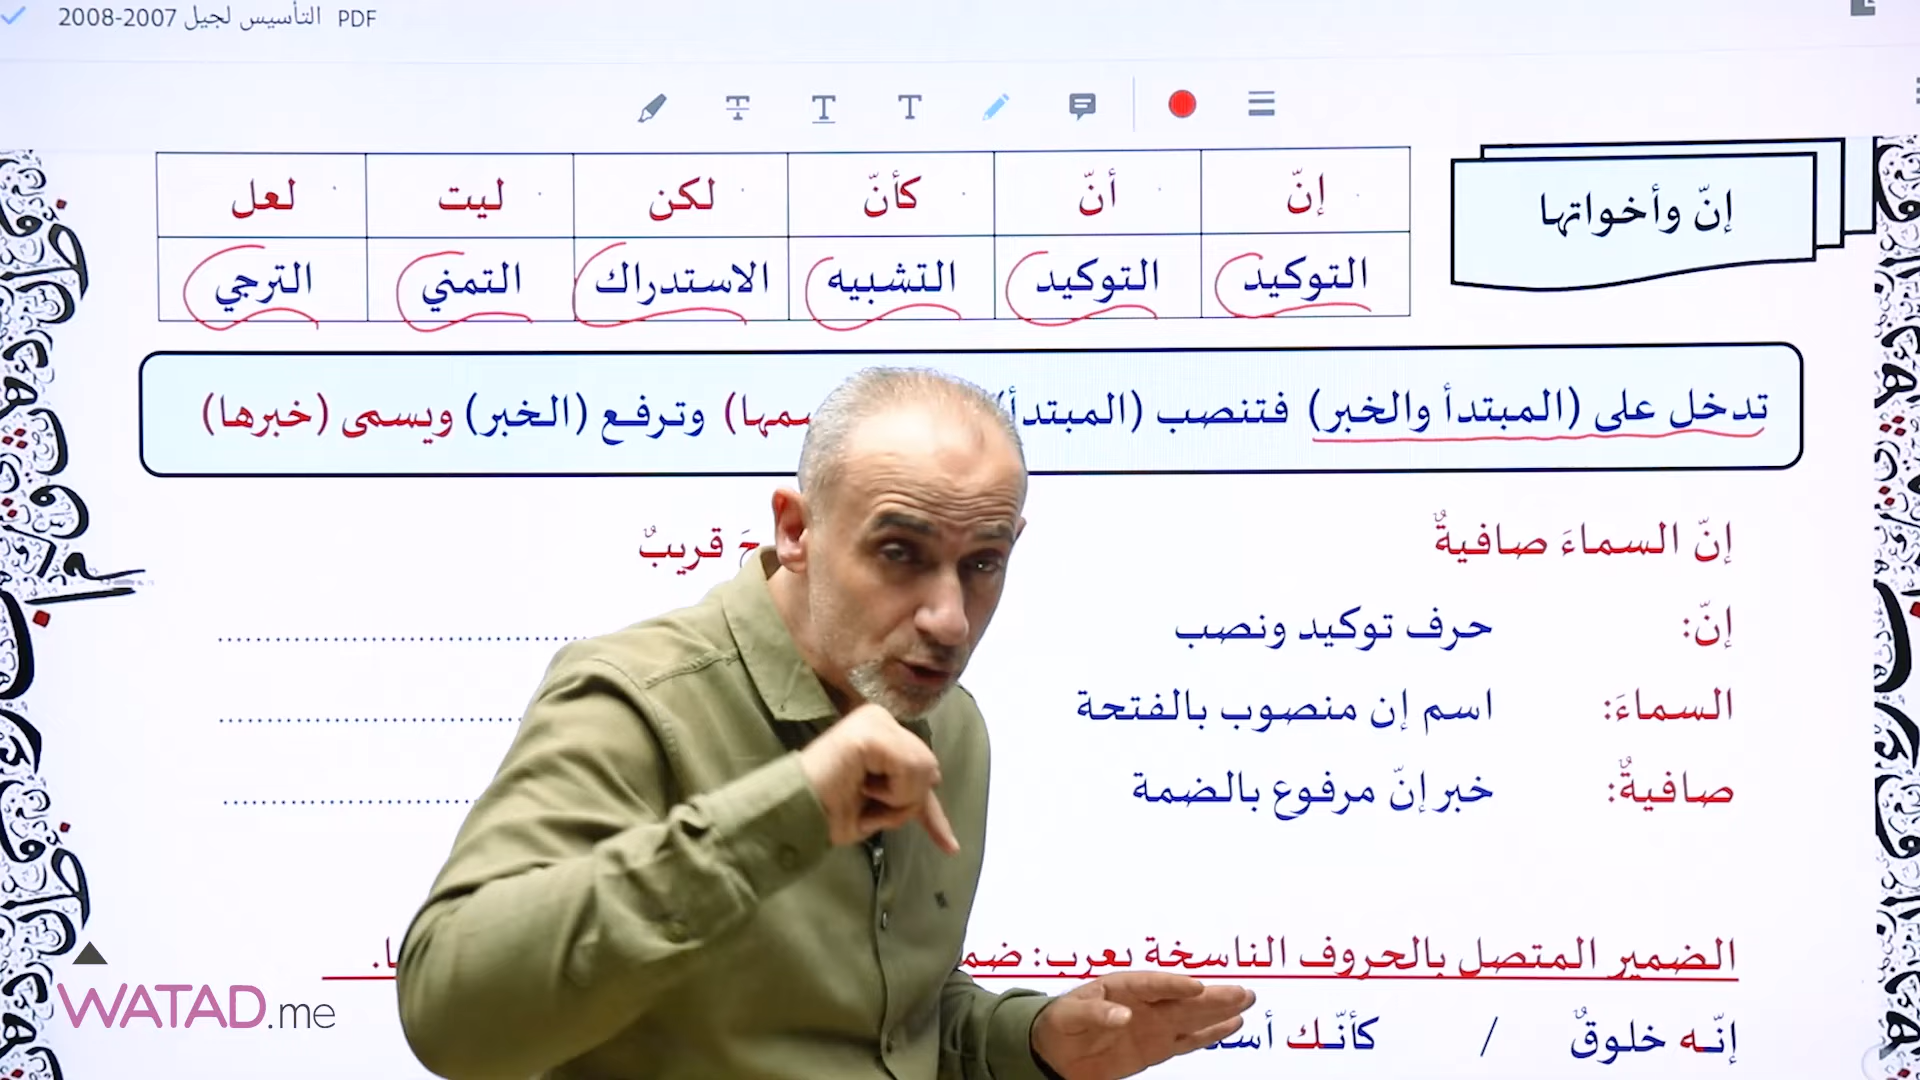 التأسيس لجيل 2007-2008 PDF
إنّ وأخواتها
إنّ أنّ كأنّ لكن ليت لعل
التوكيد التوكيد التشبيه الاستدراك التمني الترجي
تدخل على (المبتدأ والخبر) فتنصب (المبتدأ) وترفع (الخبر) ويسمى (خبرها)
إنّ السماءَ صافيةٌ قريبٌ
إنّ: حرف توكيد ونصب
السماءَ: اسم إن منصوب بالفتحة
صافيةٌ: خبر إنّ مرفوع بالضمة
الضمير المتصل بالحروف الناسخة يعرب:
إنّـه خلوقٌ / كأنّـك
WATAD.me